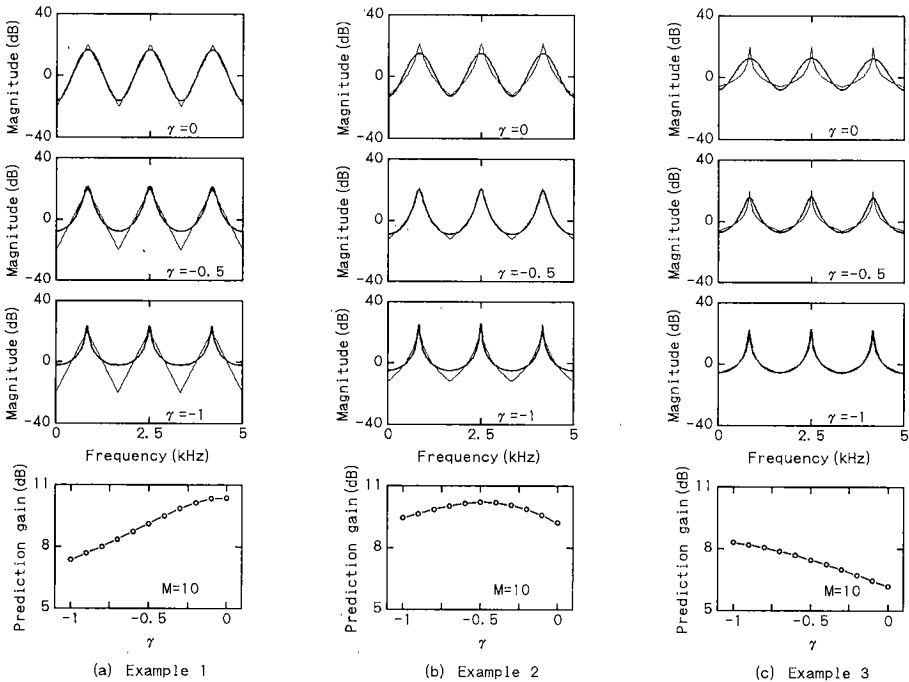 40
0
-40
Magnitude (dB)
γ=0
40
0
-40
Magnitude (dB)
γ=-0.5
40
0
-40
Magnitude (dB)
γ=-1
0
2.5
5
Frequency (kHz)
11
8
5
Prediction gain (dB)
M=10
-1
-0.5
0
γ
(a) Example 1
40
0
-40
Magnitude (dB)
γ=0
40
0
-40
Magnitude (dB)
γ=-0.5
40
0
-40
Magnitude (dB)
γ=-1
0
2.5
5
Frequency (kHz)
11
8
5
Prediction gain (dB)
M=10
-1
-0.5
0
γ
(b) Example 2
40
0
-40
Magnitude (dB)
γ=0
40
0
-40
Magnitude (dB)
γ=-0.5
40
0
-40
Magnitude (dB)
γ=-1
0
2.5
5
Frequency (kHz)
11
8
5
Prediction gain (dB)
M=10
-1
-0.5
0
γ
(c) Example 3